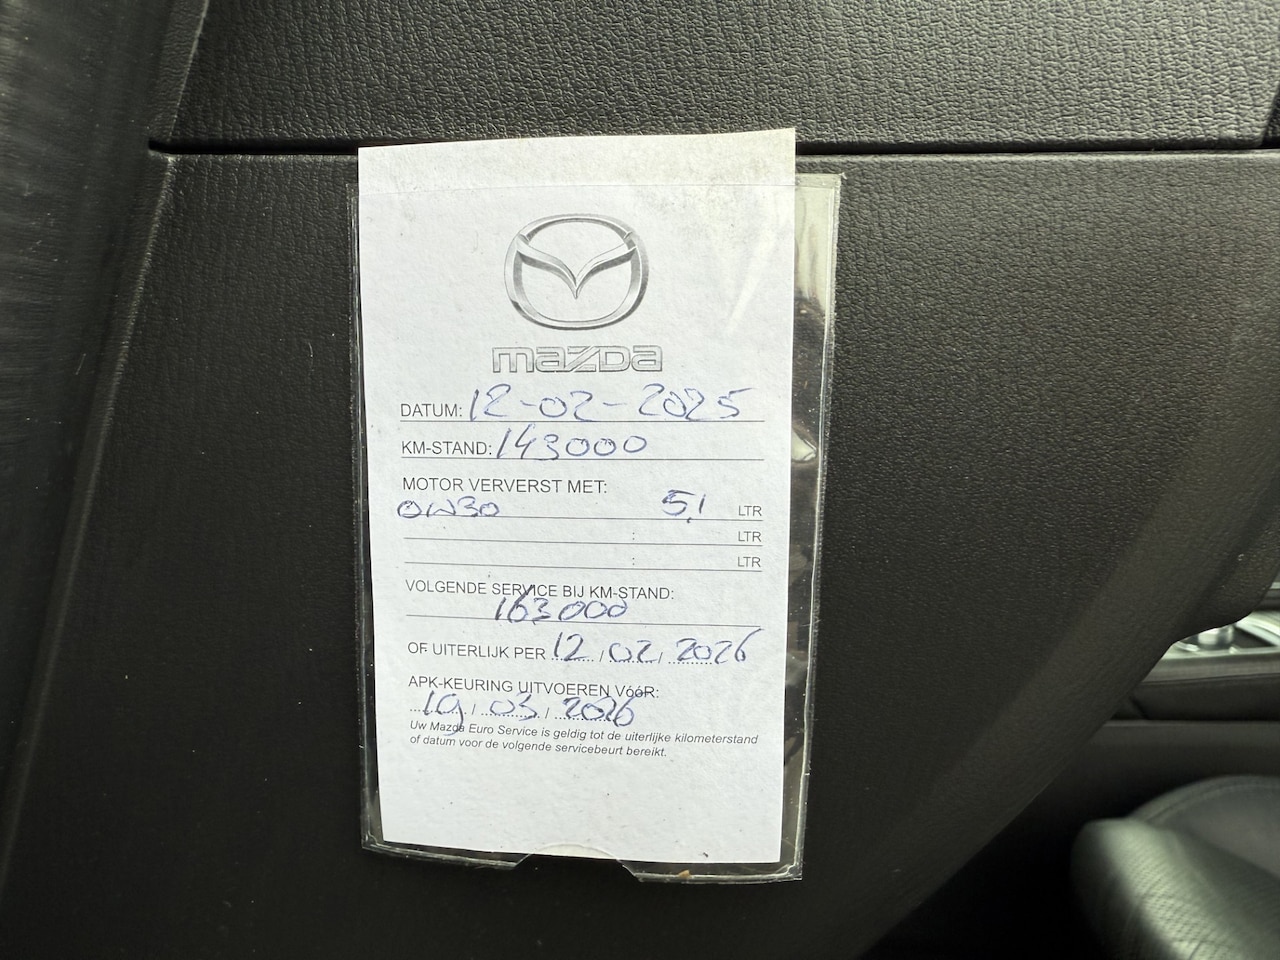 mazda
DATUM: 12-02-2025
KM-STAND: 143000
MOTOR VERVERST MET:
0W30 5,1 LTR
: LTR
: LTR
VOLGENDE SERVICE BIJ KM-STAND:
163000
OF UITERLIJK PER 12 / 02 / 2026
APK-KEURING UITVOEREN VÓÓR:
19 / 03 / 2026
Uw Mazda Euro Service is geldig tot de uiterlijke kilometerstand
of datum voor de volgende servicebeurt bereikt.